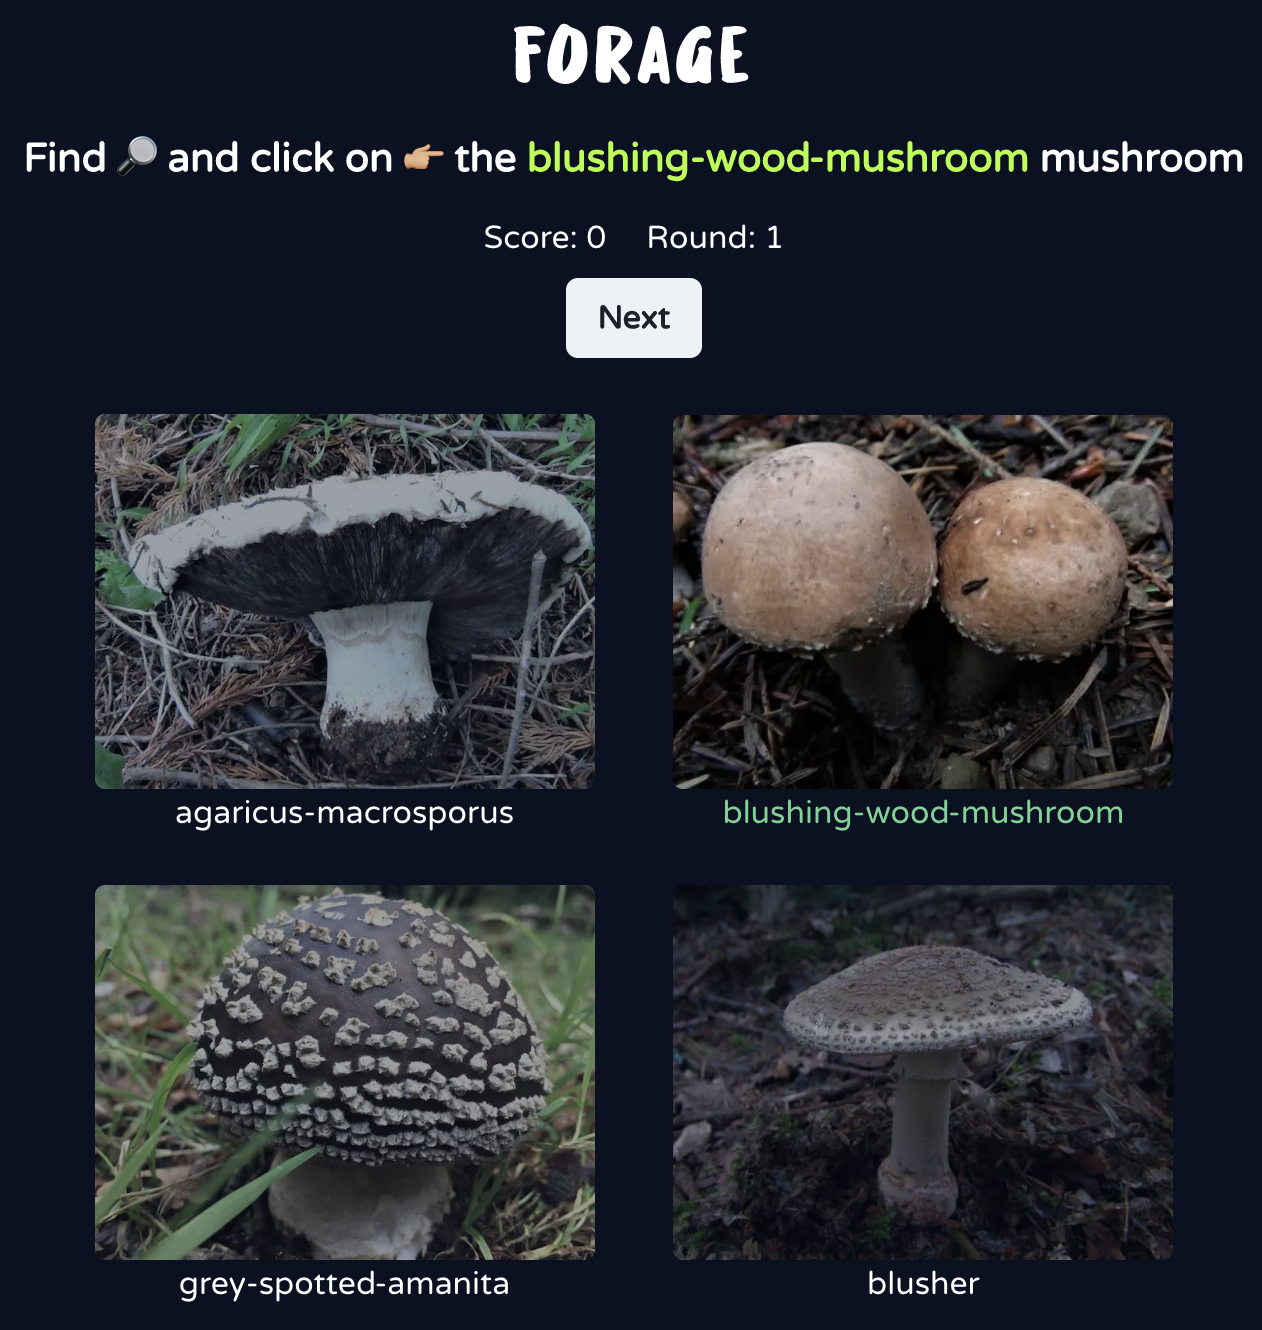 FORAGE
Find 🔎 and click on 👉🏼 the blushing-wood-mushroom mushroom
Score: 0 Round: 1
Next
agaricus-macrosporus
blushing-wood-mushroom
grey-spotted-amanita
blusher